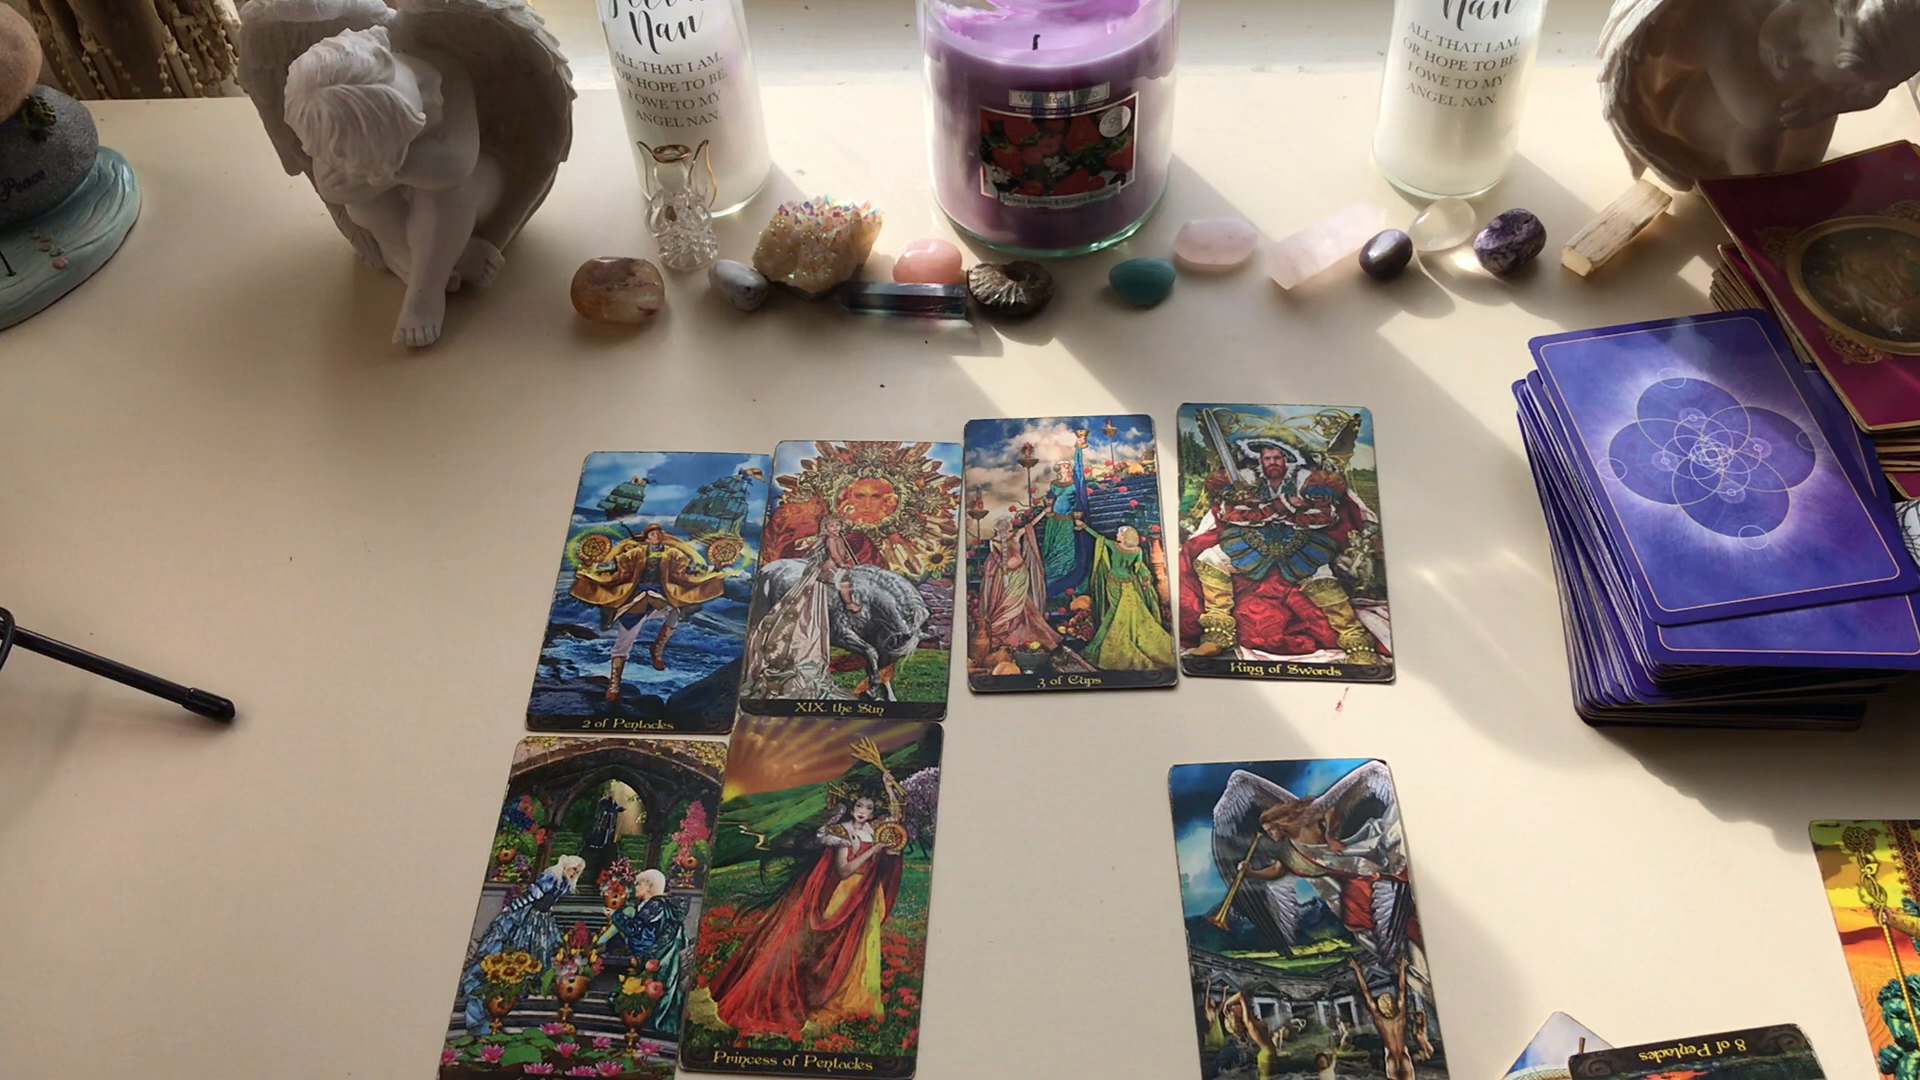 Nan
ALL THAT I AM,
OR HOPE TO BE,
I OWE TO MY
ANGEL NAN.
Nan
ALL THAT I AM,
OR HOPE TO BE,
I OWE TO MY
ANGEL NAN.
Peace
2 of Pentacles
XIX. the Sun
3 of Cups
King of Swords
Princess of Pentacles
8 of Pentacles